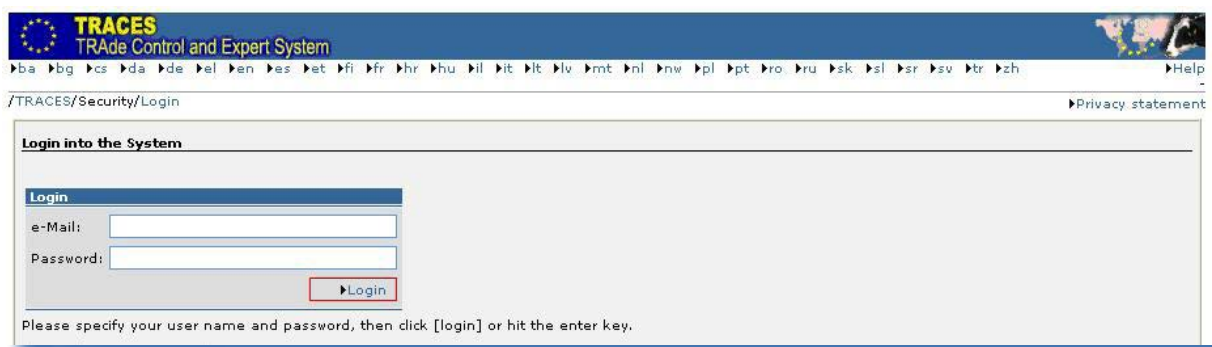 TRACES
TRAde Control and Expert System
ba bg cs da de el en es et fi fr hr hu il it lt lv mt nl nw pl pt ro ru sk sl sr sv tr zh Help
-
/TRACES/Security/Login Privacy statement
Login into the System
Login
e-Mail:
Password:
Login
Please specify your user name and password, then click [login] or hit the enter key.